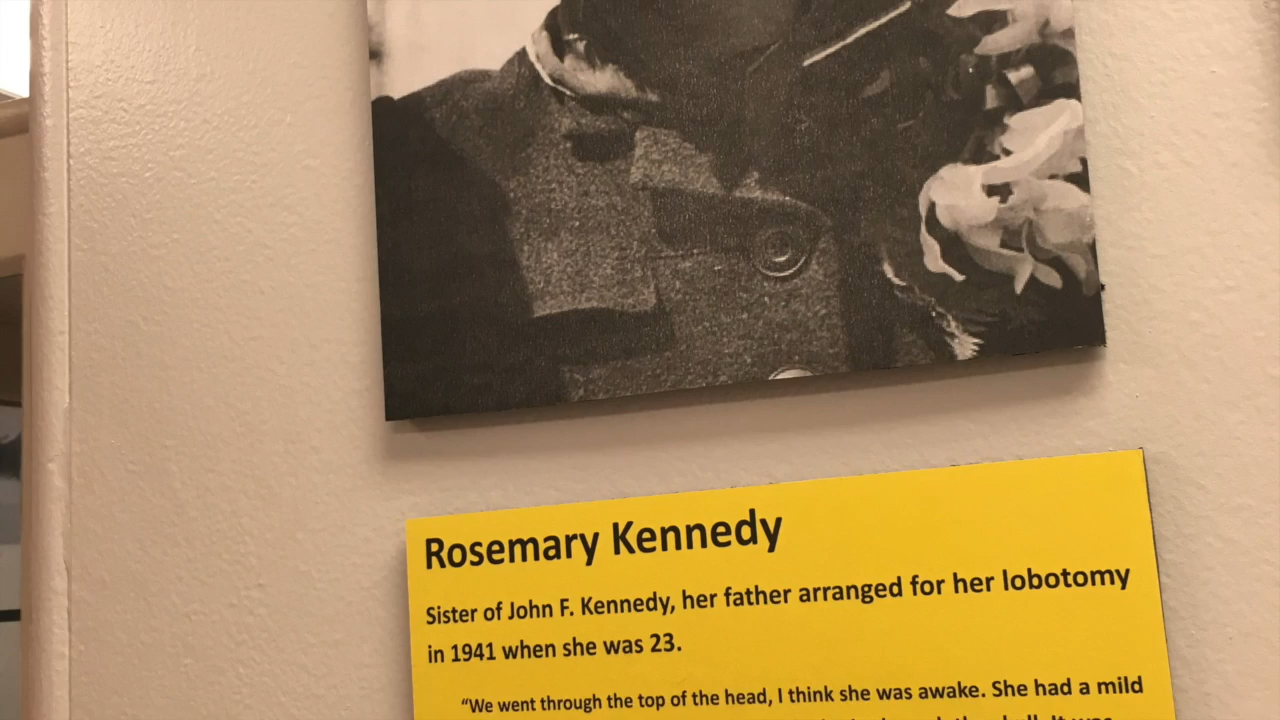 Rosemary Kennedy
Sister of John F. Kennedy, her father arranged for her lobotomy
in 1941 when she was 23.
“We went through the top of the head, I think she was awake. She had a mild